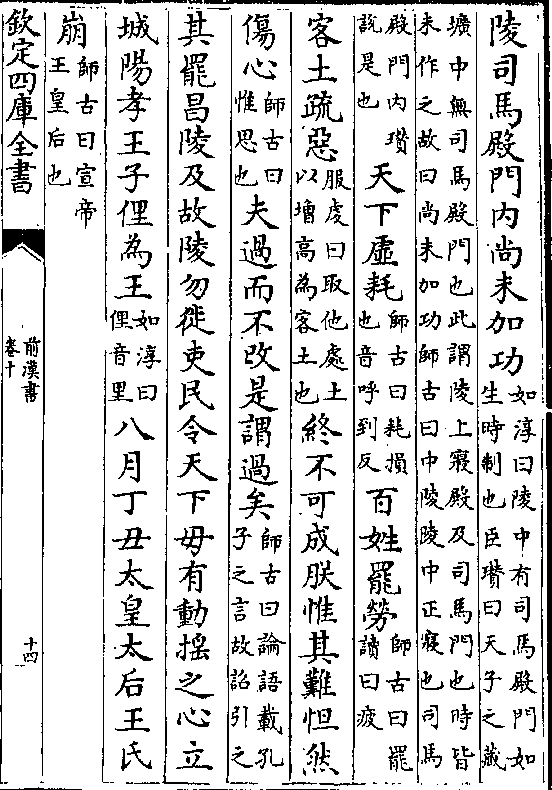 陵司馬殿門内尚未加功如淳曰陵中有司馬殿門如生時制也臣瓚曰天子之藏
壙中無司馬殿門也此謂陵上寢殿及司馬門也時皆未作之故曰尚未加功師古曰中陵陵中正寢也司馬
殿門内瓚說是也天下虛耗師古曰耗損也音呼到反百姓罷勞師古曰罷讀曰疲
客土疏惡服虔曰取他處土以增高為客土也終不可成朕惟其難怛然
傷心師古曰惟思也夫過而不改是謂過矣師古曰論語載孔子之言故詔引之
其罷昌陵及故陵勿徙吏民令天下毋有動揺之心立
城陽孝王子俚為王如淳曰俚音里八月丁丑太皇太后王氏
崩師古曰宣帝王皇后也
欽定四庫全書
前漢書
卷十
十四